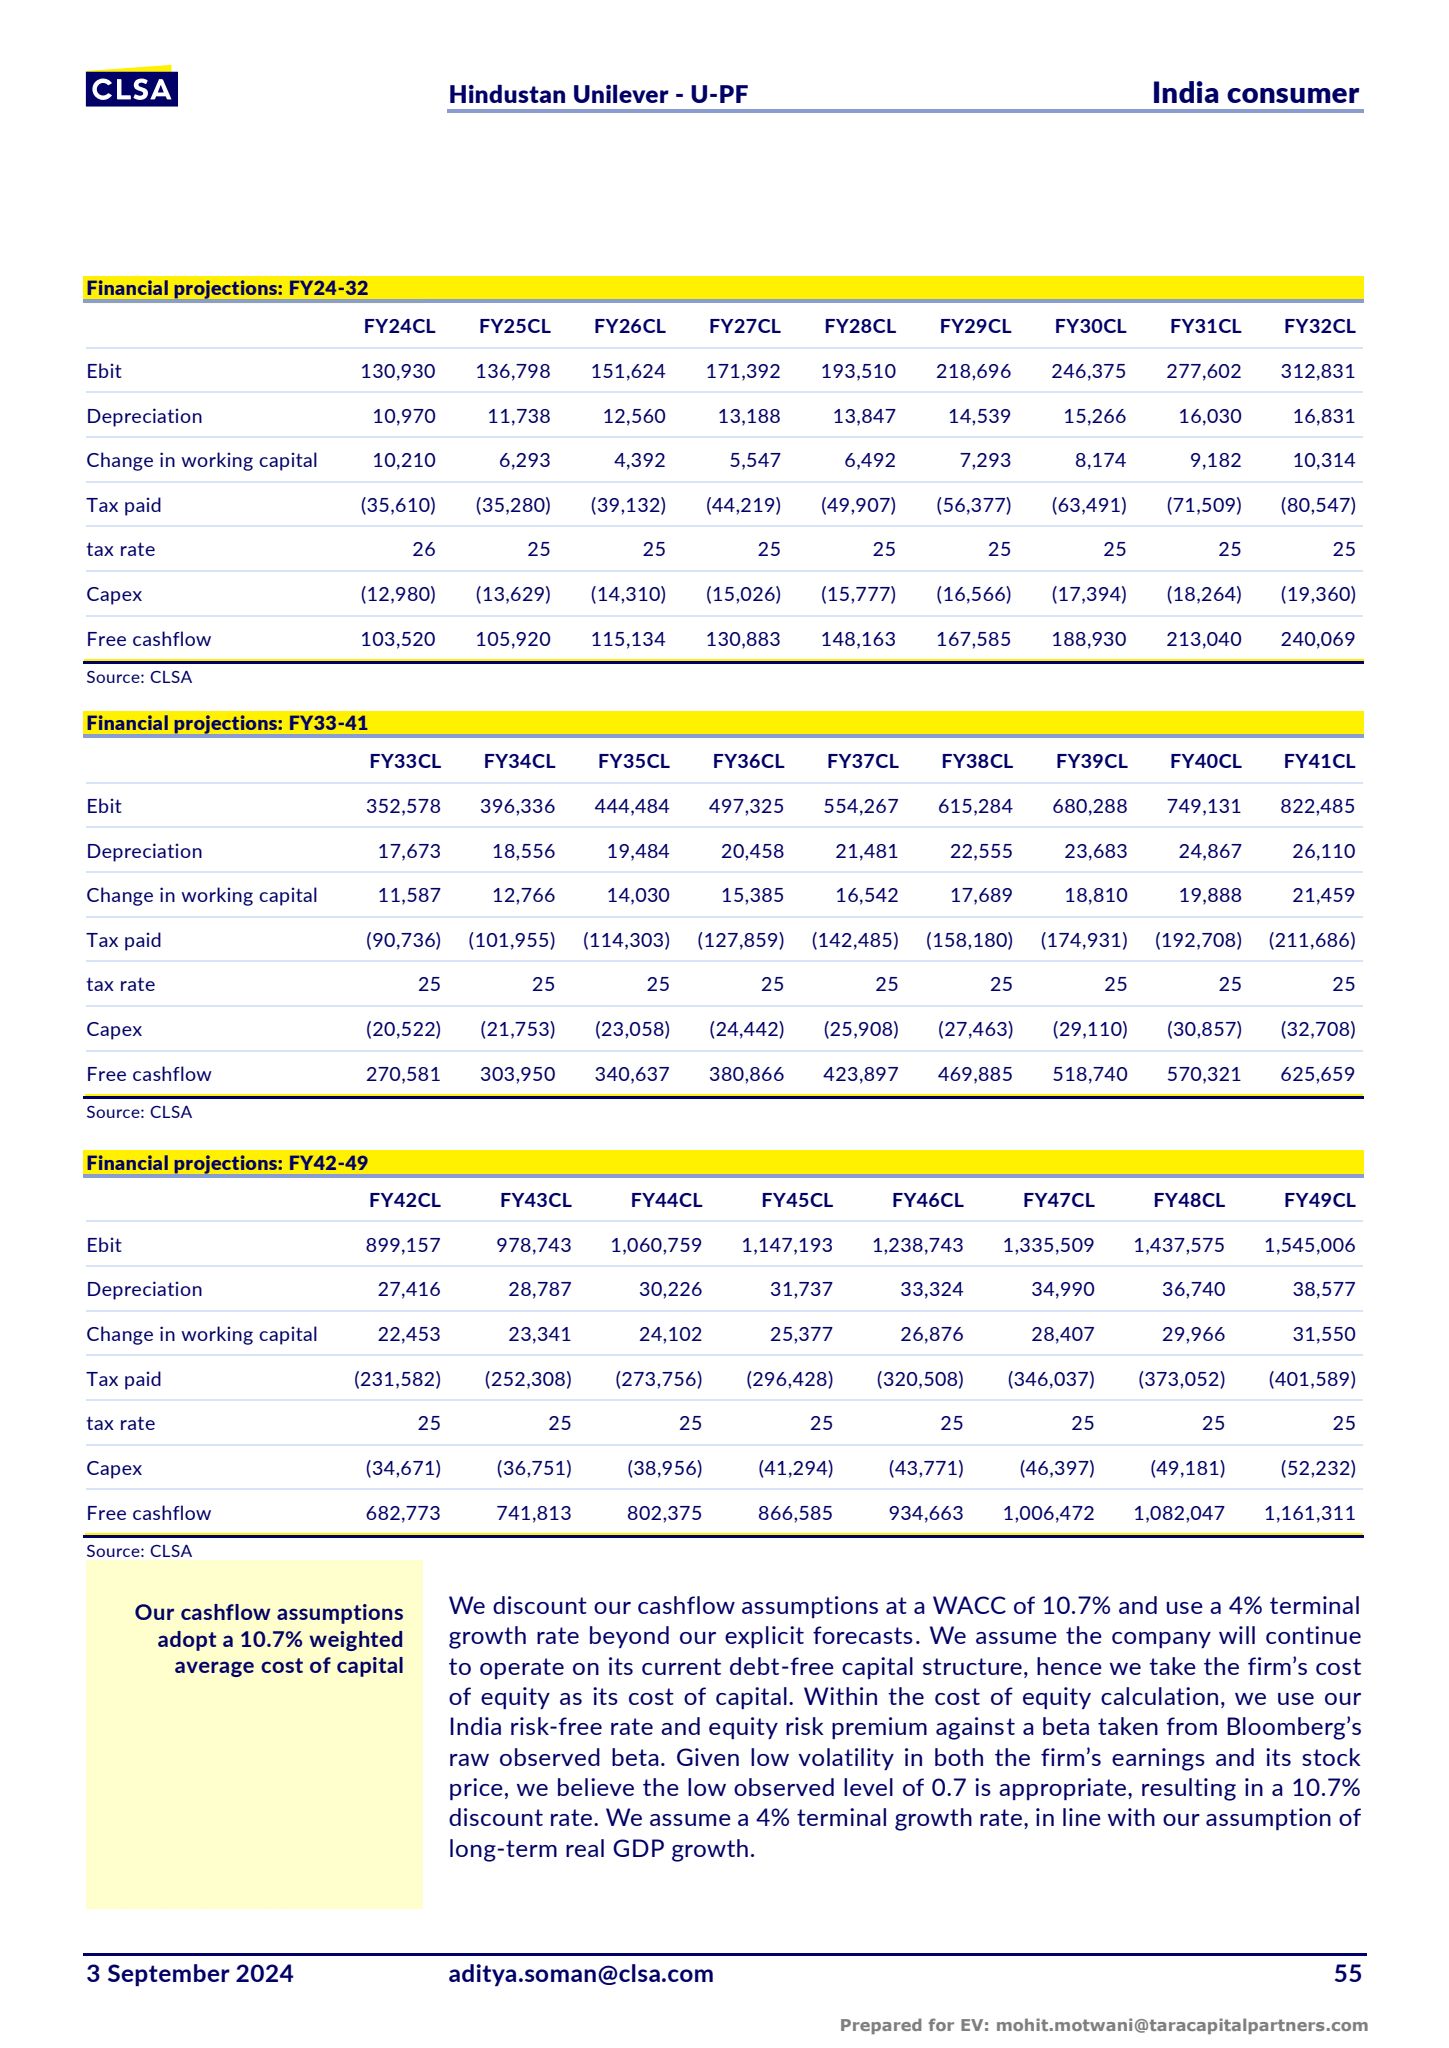 CLSA
Hindustan Unilever - U-PF India consumer
Financial projections: FY24-32
FY24CL FY25CL FY26CL FY27CL FY28CL FY29CL FY30CL FY31CL FY32CL
Ebit 130,930 136,798 151,624 171,392 193,510 218,696 246,375 277,602 312,831
Depreciation 10,970 11,738 12,560 13,188 13,847 14,539 15,266 16,030 16,831
Change in working capital 10,210 6,293 4,392 5,547 6,492 7,293 8,174 9,182 10,314
Tax paid (35,610) (35,280) (39,132) (44,219) (49,907) (56,377) (63,491) (71,509) (80,547)
tax rate 26 25 25 25 25 25 25 25 25
Capex (12,980) (13,629) (14,310) (15,026) (15,777) (16,566) (17,394) (18,264) (19,360)
Free cashflow 103,520 105,920 115,134 130,883 148,163 167,585 188,930 213,040 240,069
Source: CLSA
Financial projections: FY33-41
FY33CL FY34CL FY35CL FY36CL FY37CL FY38CL FY39CL FY40CL FY41CL
Ebit 352,578 396,336 444,484 497,325 554,267 615,284 680,288 749,131 822,485
Depreciation 17,673 18,556 19,484 20,458 21,481 22,555 23,683 24,867 26,110
Change in working capital 11,587 12,766 14,030 15,385 16,542 17,689 18,810 19,888 21,459
Tax paid (90,736) (101,955) (114,303) (127,859) (142,485) (158,180) (174,931) (192,708) (211,686)
tax rate 25 25 25 25 25 25 25 25 25
Capex (20,522) (21,753) (23,058) (24,442) (25,908) (27,463) (29,110) (30,857) (32,708)
Free cashflow 270,581 303,950 340,637 380,866 423,897 469,885 518,740 570,321 625,659
Source: CLSA
Financial projections: FY42-49
FY42CL FY43CL FY44CL FY45CL FY46CL FY47CL FY48CL FY49CL
Ebit 899,157 978,743 1,060,759 1,147,193 1,238,743 1,335,509 1,437,575 1,545,006
Depreciation 27,416 28,787 30,226 31,737 33,324 34,990 36,740 38,577
Change in working capital 22,453 23,341 24,102 25,377 26,876 28,407 29,966 31,550
Tax paid (231,582) (252,308) (273,756) (296,428) (320,508) (346,037) (373,052) (401,589)
tax rate 25 25 25 25 25 25 25 25
Capex (34,671) (36,751) (38,956) (41,294) (43,771) (46,397) (49,181) (52,232)
Free cashflow 682,773 741,813 802,375 866,585 934,663 1,006,472 1,082,047 1,161,311
Source: CLSA
Our cashflow assumptions
adopt a 10.7% weighted
average cost of capital
We discount our cashflow assumptions at a WACC of 10.7% and use a 4% terminal
growth rate beyond our explicit forecasts. We assume the company will continue
to operate on its current debt-free capital structure, hence we take the firm's cost
of equity as its cost of capital. Within the cost of equity calculation, we use our
India risk-free rate and equity risk premium against a beta taken from Bloomberg's
raw observed beta. Given low volatility in both the firm's earnings and its stock
price, we believe the low observed level of 0.7 is appropriate, resulting in a 10.7%
discount rate. We assume a 4% terminal growth rate, in line with our assumption of
long-term real GDP growth.
3 September 2024 aditya.soman@clsa.com 55
Prepared for EV: mohit.motwani@taracapitalpartners.com